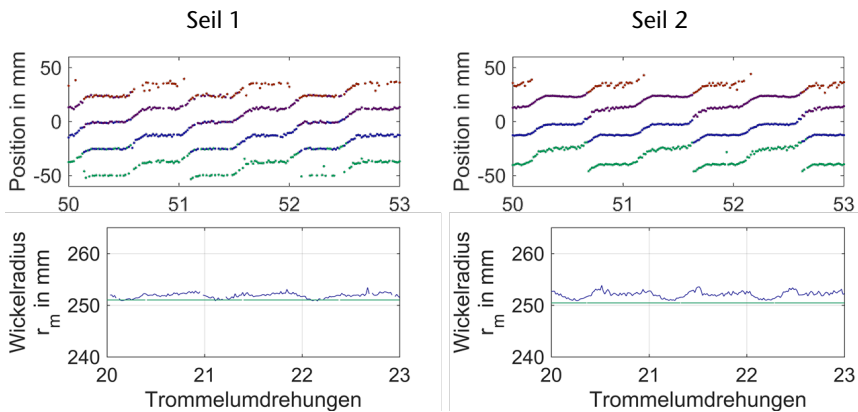 Seil 1
Seil 2
Position in mm
50
0
-50
50 51 52 53
Position in mm
50
0
-50
50 51 52 53
Wickelradius
r_m in mm
260
250
240
20 21 22 23
Trommelumdrehungen
Wickelradius
r_m in mm
260
250
240
20 21 22 23
Trommelumdrehungen